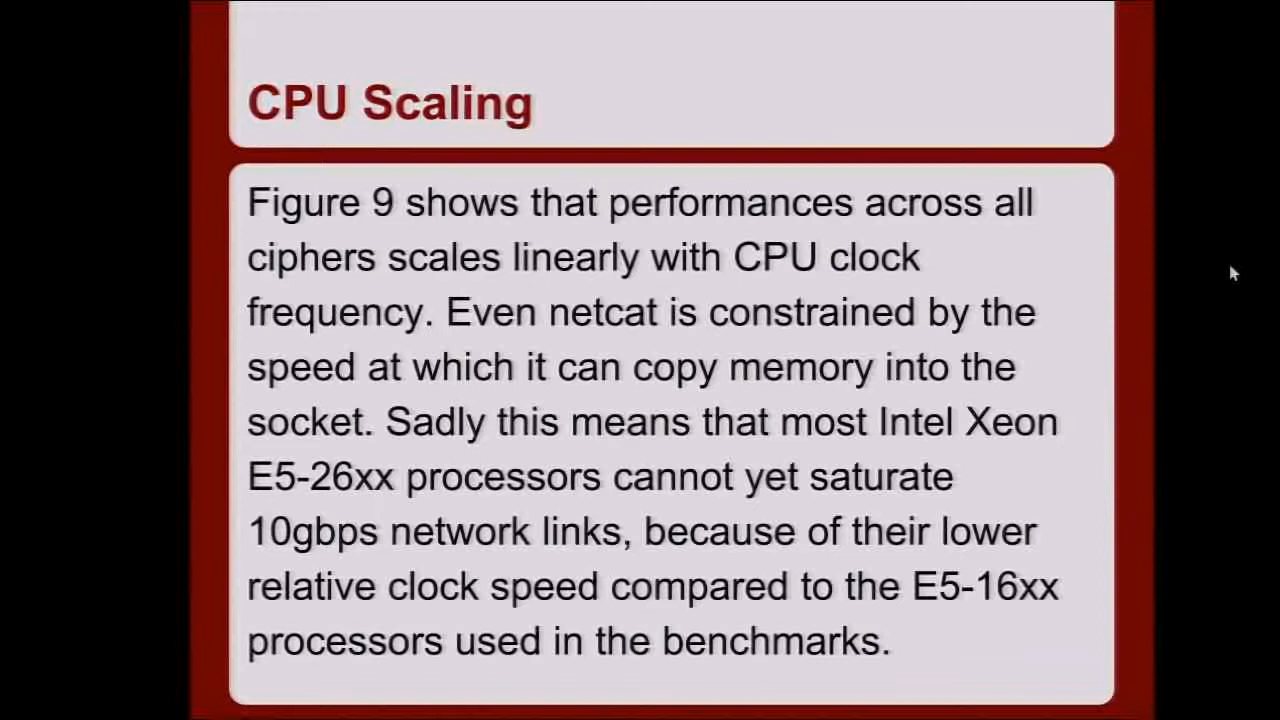 CPU Scaling
Figure 9 shows that performances across all
ciphers scales linearly with CPU clock
frequency. Even netcat is constrained by the
speed at which it can copy memory into the
socket. Sadly this means that most Intel Xeon
E5-26xx processors cannot yet saturate
10gbps network links, because of their lower
relative clock speed compared to the E5-16xx
processors used in the benchmarks.